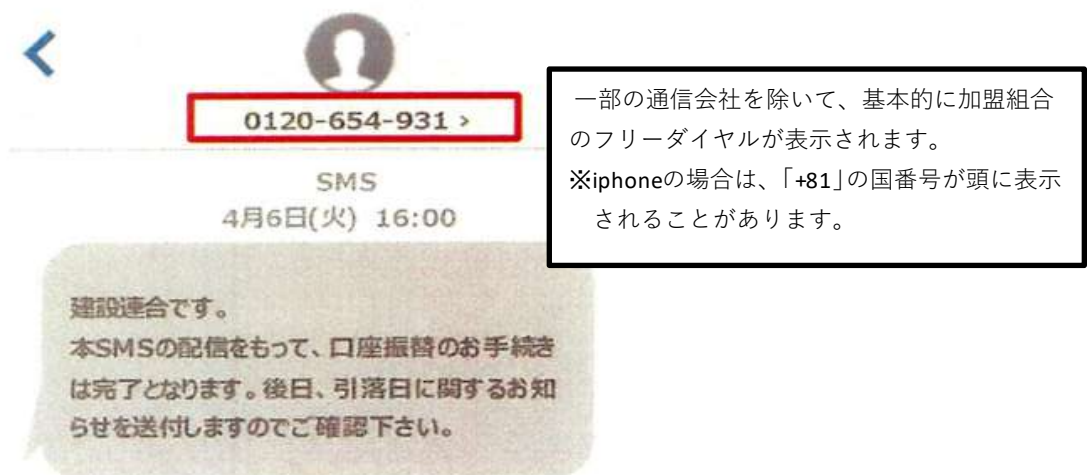 0120-654-931 >
一部の通信会社を除いて、基本的に加盟組合
のフリーダイヤルが表示されます。
※iphoneの場合は、「+81」の国番号が頭に表示
されることがあります。
SMS
4月6日(火) 16:00
建設連合です。
本SMSの配信をもって、口座振替のお手続き
は完了となります。後日、引落日に関するお知
らせを送付しますのでご確認下さい。